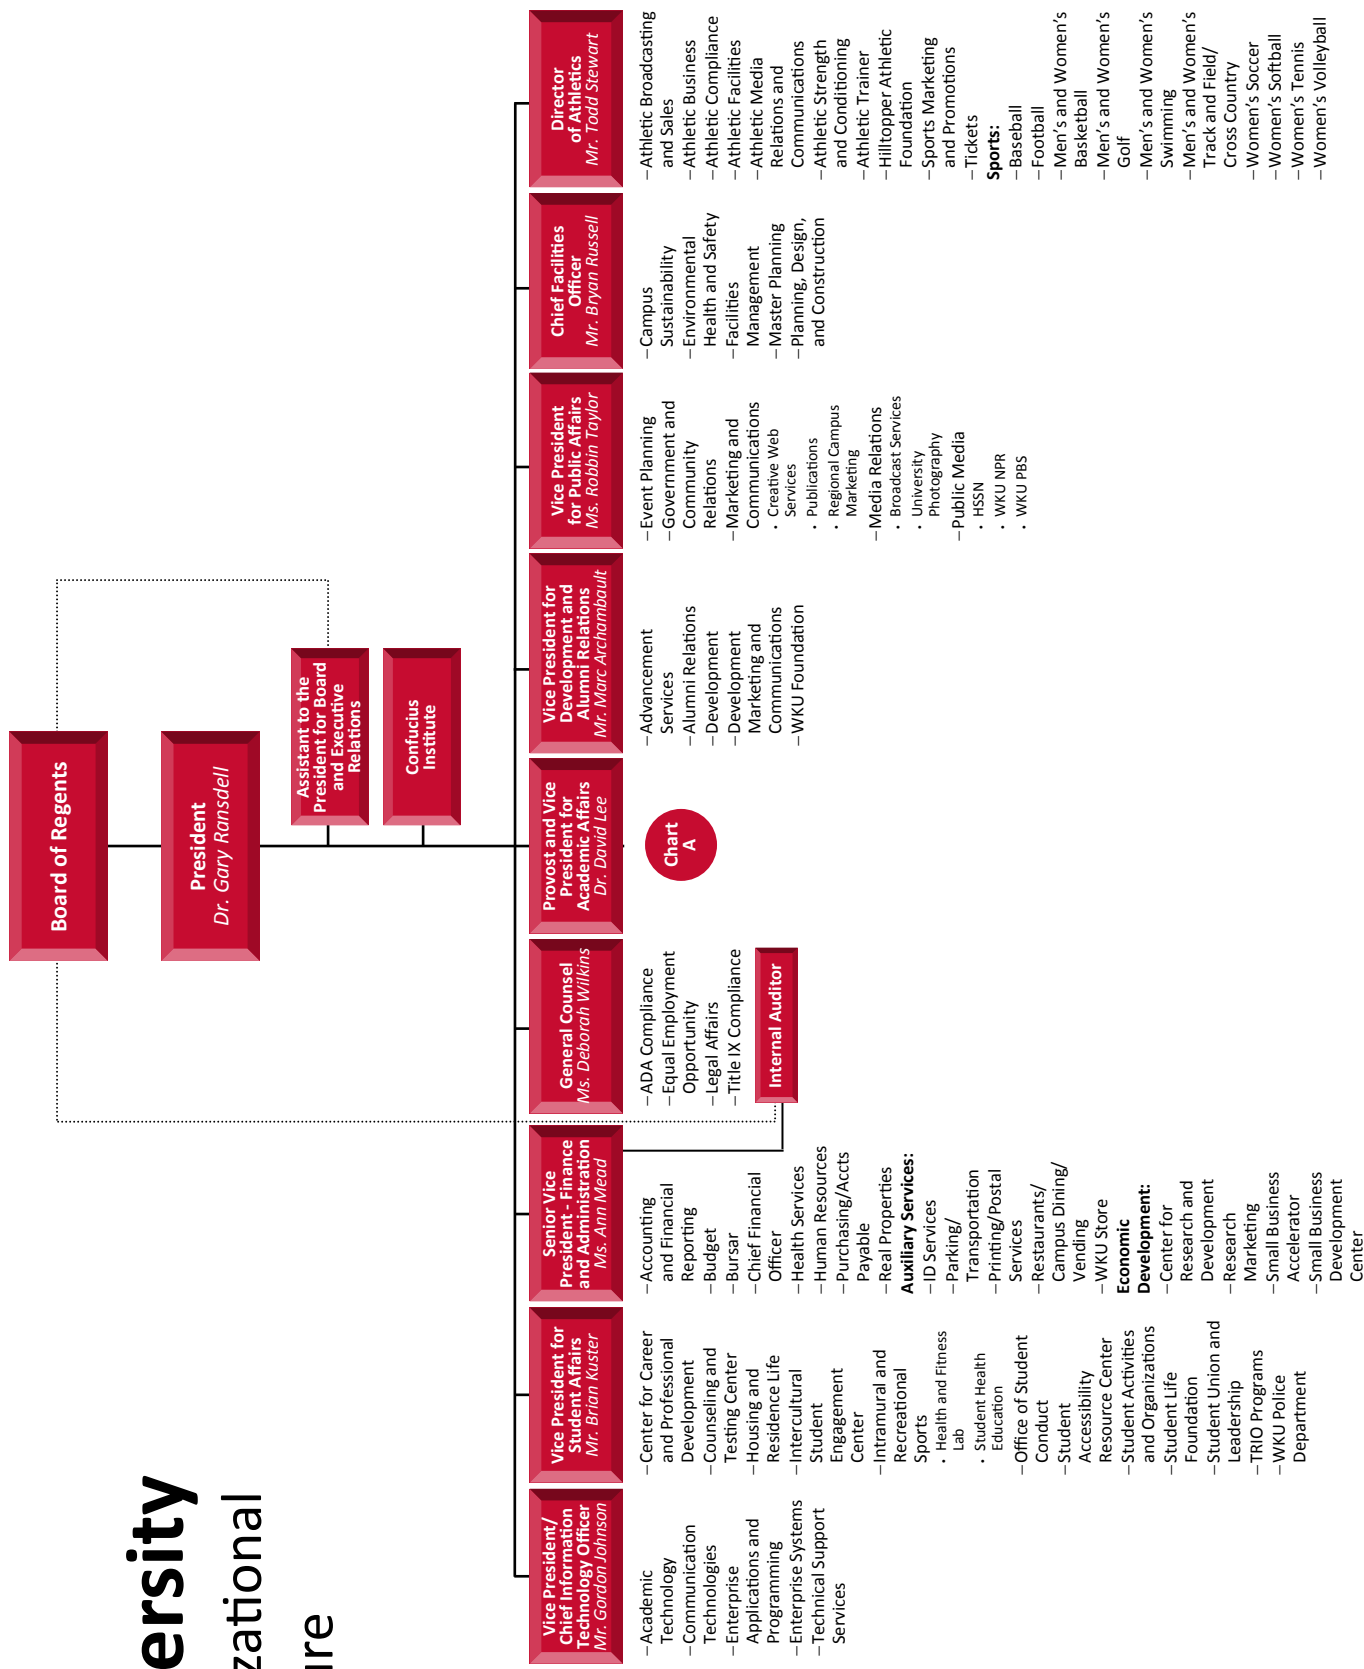 ersity
zational
ure
Board of Regents
President
Dr. Gary Ransdell
Assistant to the
President for Board
and Executive
Relations
Confucius
Institute
Vice President/
Chief Information
Technology Officer
Mr. Gordon Johnson
—Academic
Technology
—Communication
Technologies
—Enterprise
Applications and
Programming
—Enterprise Systems
—Technical Support
Services
Vice President for
Student Affairs
Mr. Brian Kuster
—Center for Career
and Professional
Development
—Counseling and
Testing Center
—Housing and
Residence Life
—Intercultural
Student
Engagement
Center
—Intramural and
Recreational
Sports
· Health and Fitness
Lab
· Student Health
Education
—Office of Student
Conduct
—Student
Accessibility
Resource Center
—Student Activities
and Organizations
—Student Life
Foundation
—Student Union and
Leadership
—TRIO Programs
—WKU Police
Department
Senior Vice
President - Finance
and Administration
Ms. Ann Mead
—Accounting
and Financial
Reporting
—Budget
—Bursar
—Chief Financial
Officer
—Health Services
—Human Resources
—Purchasing/Accts
Payable
—Real Properties
Auxiliary Services:
—ID Services
—Parking/
Transportation
—Printing/Postal
Services
—Restaurants/
Campus Dining/
Vending
—WKU Store
Economic
Development:
—Center for
Research and
Development
—Research
Marketing
—Small Business
Accelerator
—Small Business
Development
Center
General Counsel
Ms. Deborah Wilkins
—ADA Compliance
—Equal Employment
Opportunity
—Legal Affairs
—Title IX Compliance
Internal Auditor
Provost and Vice
President for
Academic Affairs
Dr. David Lee
Chart
A
Vice President for
Development and
Alumni Relations
Mr. Marc Archambault
—Advancement
Services
—Alumni Relations
—Development
—Development
Marketing and
Communications
—WKU Foundation
Vice President
for Public Affairs
Ms. Robbin Taylor
—Event Planning
—Government and
Community
Relations
—Marketing and
Communications
· Creative Web
Services
· Publications
· Regional Campus
Marketing
—Media Relations
· Broadcast Services
· University
Photography
—Public Media
· HSSN
· WKU NPR
· WKU PBS
Chief Facilities
Officer
Mr. Bryan Russell
—Campus
Sustainability
—Environmental
Health and Safety
—Facilities
Management
—Master Planning
—Planning, Design,
and Construction
Director
of Athletics
Mr. Todd Stewart
—Athletic Broadcasting
and Sales
—Athletic Business
—Athletic Compliance
—Athletic Facilities
—Athletic Media
Relations and
Communications
—Athletic Strength
and Conditioning
—Athletic Trainer
—Hilltopper Athletic
Foundation
—Sports Marketing
and Promotions
—Tickets
Sports:
—Baseball
—Football
—Men's and Women's
Basketball
—Men's and Women's
Golf
—Men's and Women's
Swimming
—Men's and Women's
Track and Field/
Cross Country
—Women's Soccer
—Women's Softball
—Women's Tennis
—Women's Volleyball